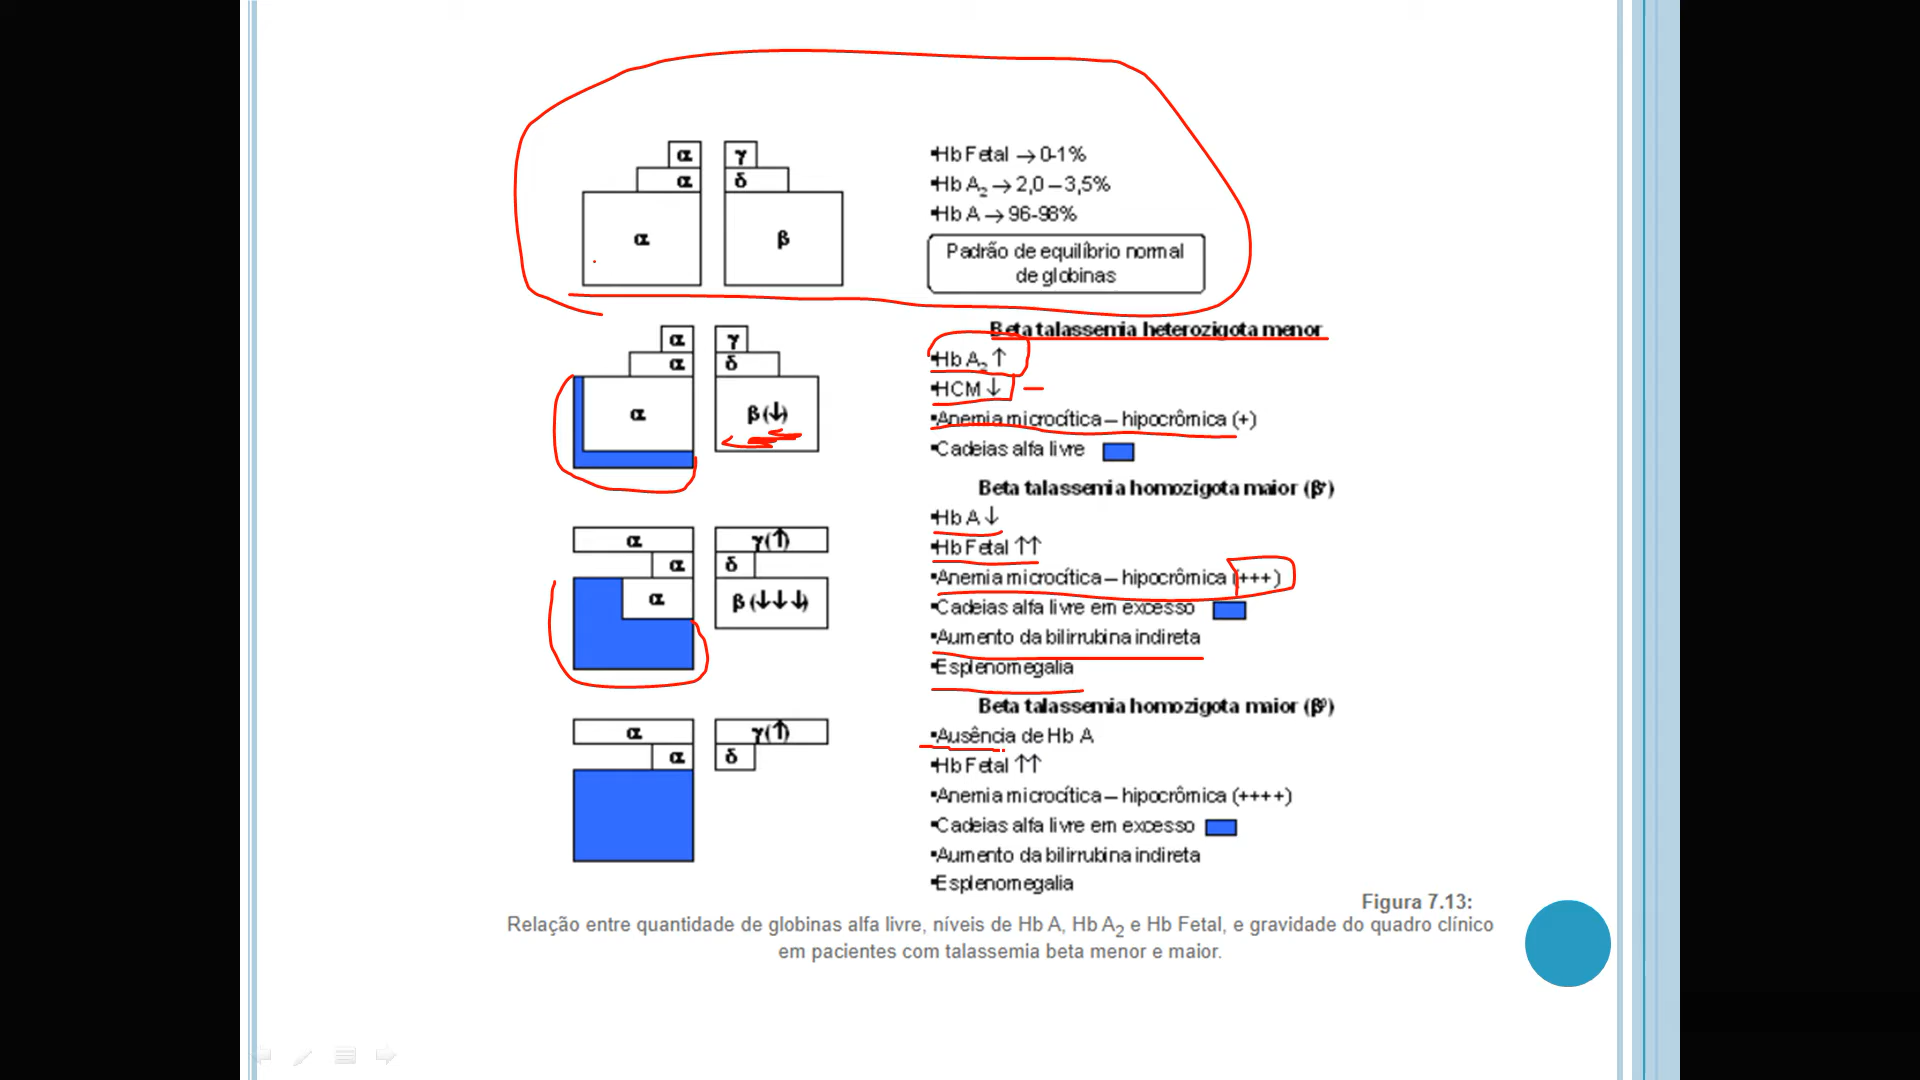 α γ
α δ
α β
•Hb Fetal → 0-1%
•Hb A2 → 2,0 – 3,5%
•Hb A → 96-98%
Padrão de equilíbrio normal
de globinas
α γ
α δ
α β (↓)
Beta talassemia heterozigota menor
•Hb A2 ↑
•HCM ↓
•Anemia microcítica – hipocrômica (+)
•Cadeias alfa livre
α γ(↑)
α δ
α β (↓↓↓)
Beta talassemia homozigota maior (β⁺)
•Hb A ↓
•Hb Fetal ↑↑
•Anemia microcítica – hipocrômica (+++)
•Cadeias alfa livre em excesso
•Aumento da bilirrubina indireta
•Esplenomegalia
α γ(↑)
α δ
Beta talassemia homozigota maior (β⁰)
•Ausência de Hb A
•Hb Fetal ↑↑
•Anemia microcítica – hipocrômica (++++)
•Cadeias alfa livre em excesso
•Aumento da bilirrubina indireta
•Esplenomegalia
Figura 7.13:
Relação entre quantidade de globinas alfa livre, níveis de Hb A, Hb A2 e Hb Fetal, e gravidade do quadro clínico
em pacientes com talassemia beta menor e maior.